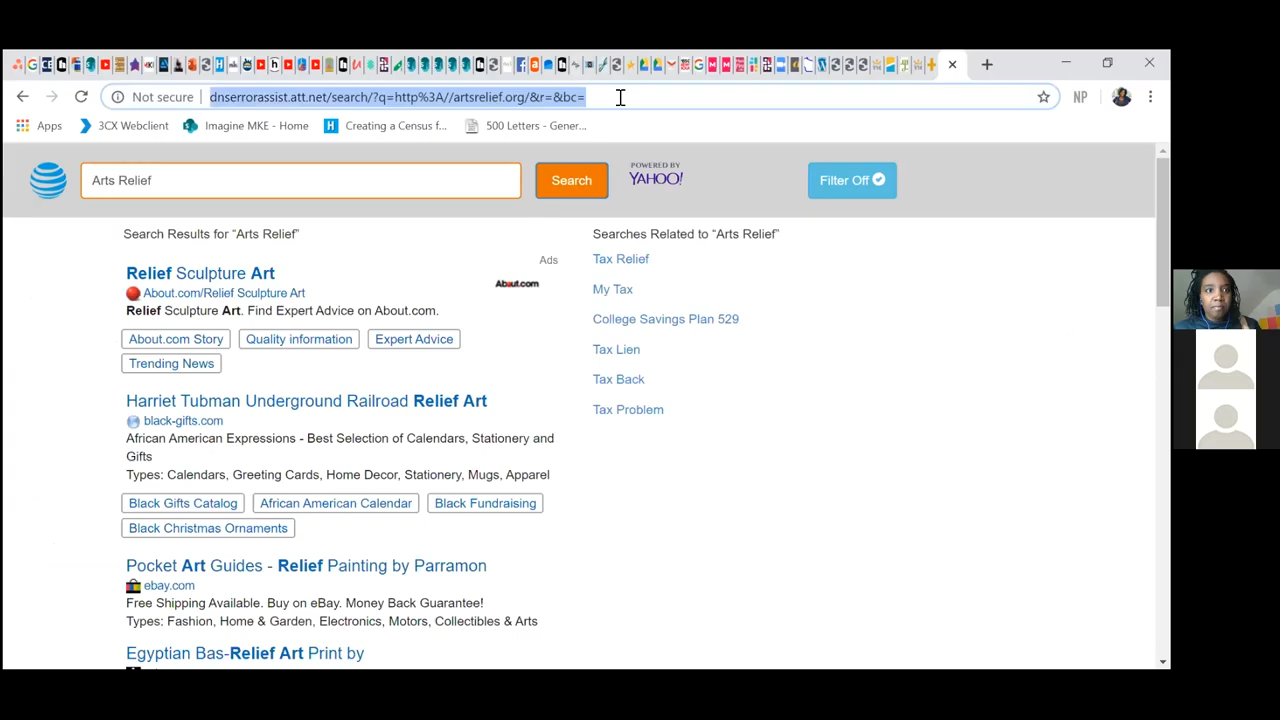 Not secure
dnserrorassist.att.net/search/?q=http%3A//artsrelief.org/&r=&bc=
NP
Apps
3CX Webclient
Imagine MKE - Home
Creating a Census f...
500 Letters - Gener...
Arts Relief
Search
POWERED BY
YAHOO!
Filter Off
Search Results for “Arts Relief”
Ads
Relief Sculpture Art
About.com/Relief Sculpture Art
About.com
Relief Sculpture Art. Find Expert Advice on About.com.
About.com Story
Quality information
Expert Advice
Trending News
Harriet Tubman Underground Railroad Relief Art
black-gifts.com
African American Expressions - Best Selection of Calendars, Stationery and
Gifts
Types: Calendars, Greeting Cards, Home Decor, Stationery, Mugs, Apparel
Black Gifts Catalog
African American Calendar
Black Fundraising
Black Christmas Ornaments
Pocket Art Guides - Relief Painting by Parramon
ebay.com
Free Shipping Available. Buy on eBay. Money Back Guarantee!
Types: Fashion, Home & Garden, Electronics, Motors, Collectibles & Arts
Egyptian Bas-Relief Art Print by
Searches Related to “Arts Relief”
Tax Relief
My Tax
College Savings Plan 529
Tax Lien
Tax Back
Tax Problem